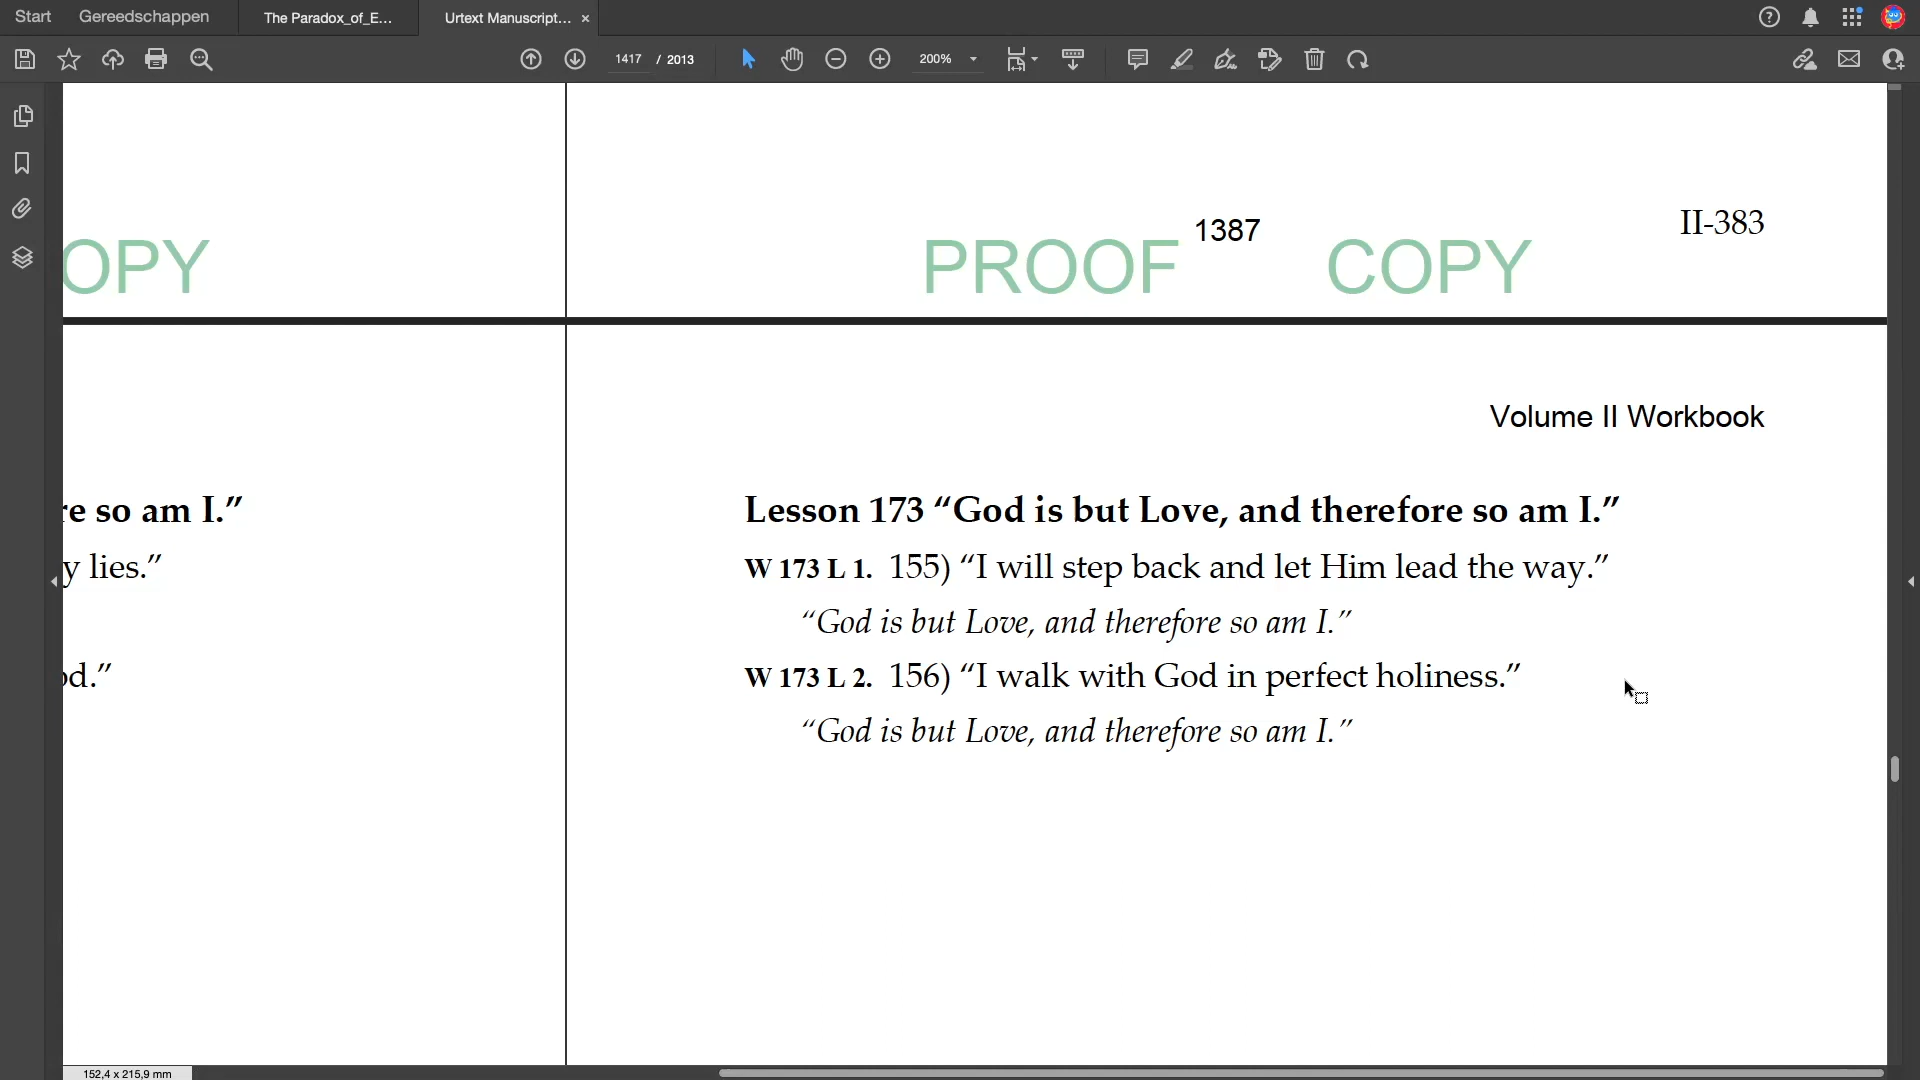 Start Gereedschappen The Paradox_of_E... Urtext Manuscript... ×
1417 / 2013 200%
1387 II-383
OPY PROOF COPY
Volume II Workbook
re so am I.” Lesson 173 “God is but Love, and therefore so am I.”
y lies.” W 173 L 1. 155) “I will step back and let Him lead the way.”
“God is but Love, and therefore so am I.”
od.” W 173 L 2. 156) “I walk with God in perfect holiness.”
“God is but Love, and therefore so am I.”
152,4 x 215,9 mm